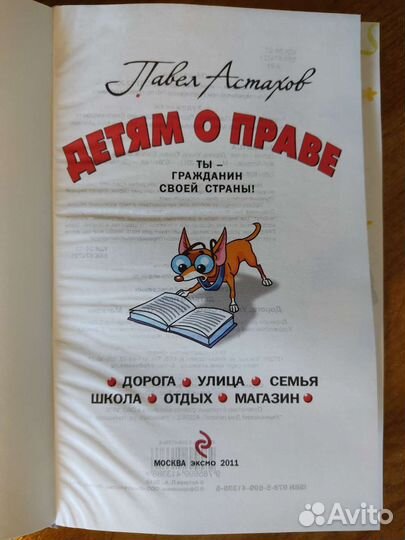 Павел Астахов
ДЕТЯМ О ПРАВЕ
ТЫ –
ГРАЖДАНИН
СВОЕЙ СТРАНЫ!
• ДОРОГА • УЛИЦА • СЕМЬЯ
ШКОЛА • ОТДЫХ • МАГАЗИН •
МОСКВА ЭКСМО 2011
Avito